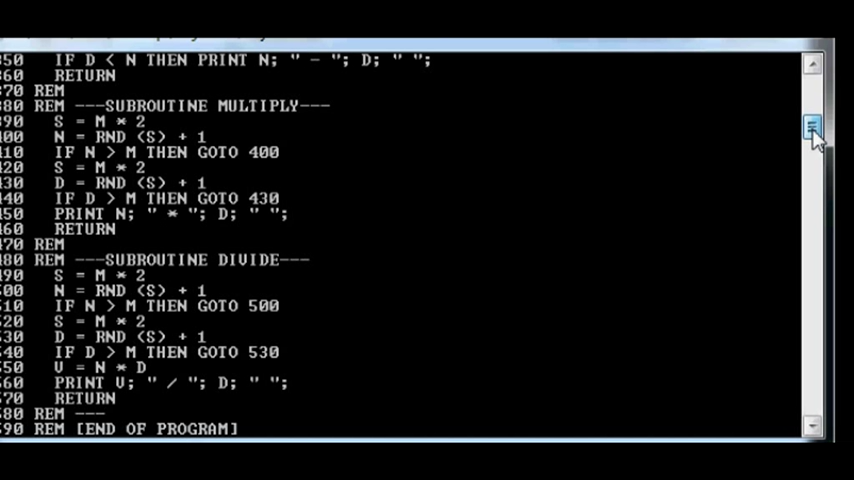 350 IF D < N THEN PRINT N; " - "; D; " ";
360 RETURN
370 REM
380 REM ---SUBROUTINE MULTIPLY---
390 S = M * 2
400 N = RND (S) + 1
410 IF N > M THEN GOTO 400
420 S = M * 2
430 D = RND (S) + 1
440 IF D > M THEN GOTO 430
450 PRINT N; " * "; D; " ";
460 RETURN
470 REM
480 REM ---SUBROUTINE DIVIDE---
490 S = M * 2
500 N = RND (S) + 1
510 IF N > M THEN GOTO 500
520 S = M * 2
530 D = RND (S) + 1
540 IF D > M THEN GOTO 530
550 V = N * D
560 PRINT V; " / "; D; " ";
570 RETURN
580 REM ---
590 REM [END OF PROGRAM]